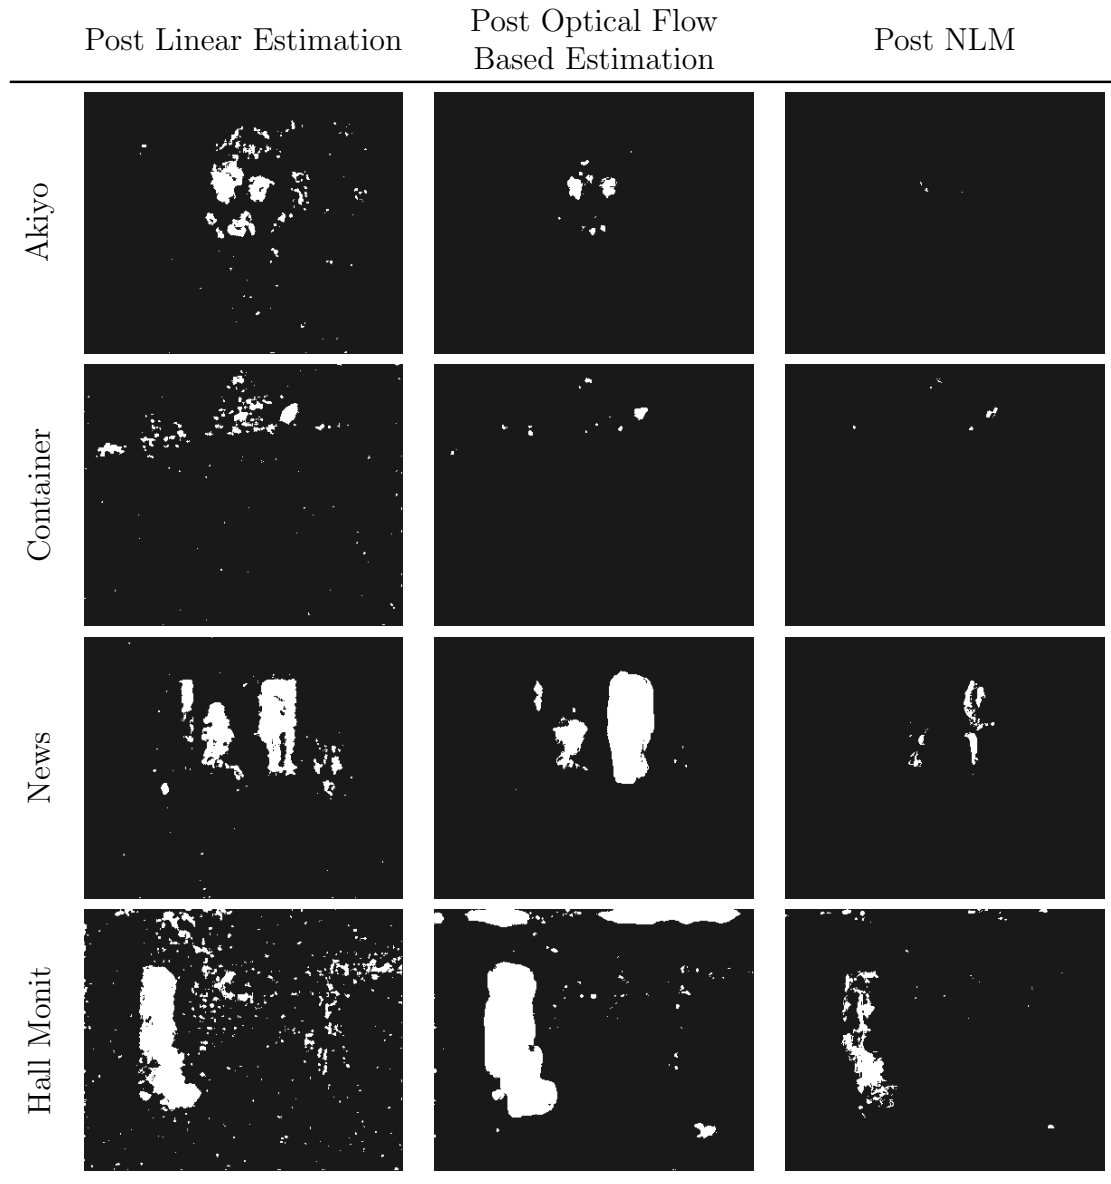 Post Linear Estimation
Post Optical Flow
Based Estimation
Post NLM
Akiyo
Container
News
Hall Monit